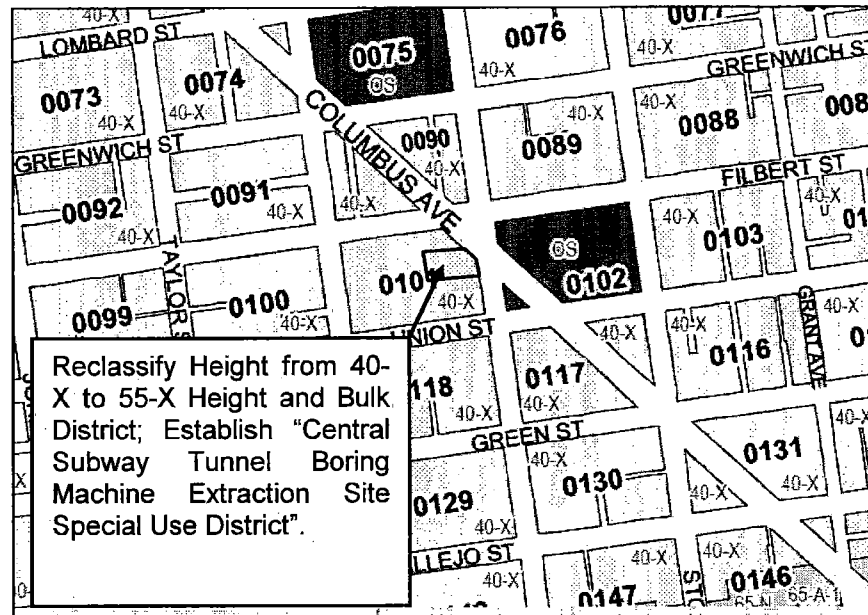 LOMBARD ST
0075
OS
0076
40-X
0077
40-X
GREENWICH ST
0073
40-X
0074
40-X
40-X
COLUMBUS AVE
0090
40-X
0089
40-X
0088
40-X
GREENWICH ST
FILBERT ST
0092
40-X
0091
40-X
40-X
TAYLOR
0102
OS
40-X
0103
40-X
0099
40-X
0100
40-X
40-X
UNION ST
40-X
40-X
0116
GRANT AVE
118
40-X
0117
40-X
GREEN ST
0129
40-X
40-X
0130
40-X
0131
40-X
40-X
40-X
0147
40-X
0146
65-A-1
Reclassify Height from 40-
X to 55-X Height and Bulk
District; Establish “Central
Subway Tunnel Boring
Machine Extraction Site
Special Use District”.